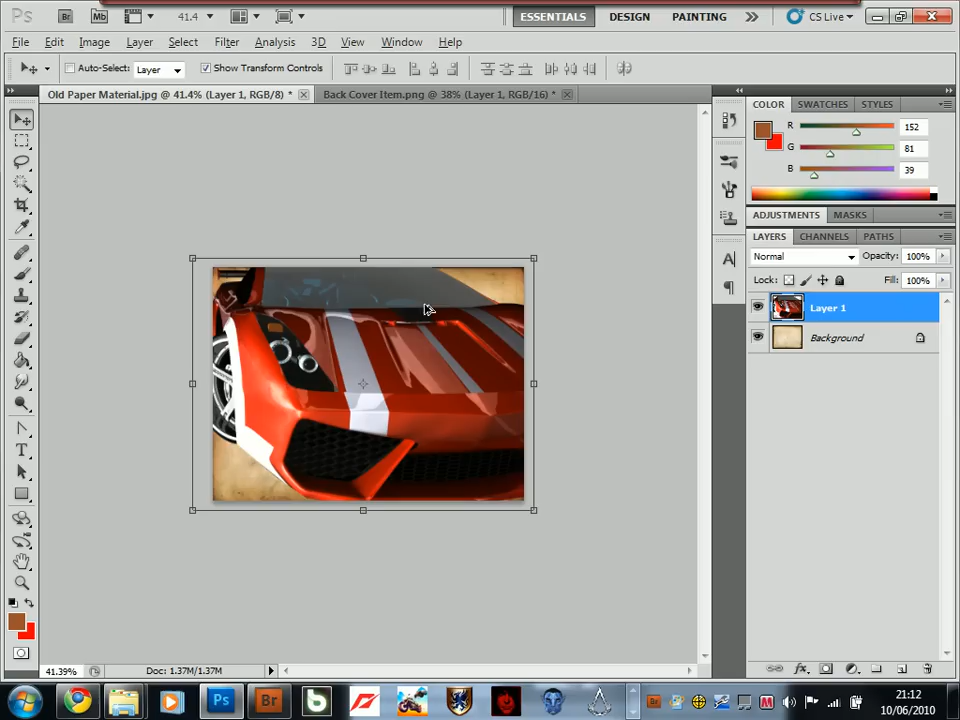 Ps Br Mb 41.4 ESSENTIALS DESIGN PAINTING CS Live
File Edit Image Layer Select Filter Analysis 3D View Window Help
Auto-Select: Layer Show Transform Controls
Old Paper Material.jpg @ 41.4% (Layer 1, RGB/8) * Back Cover Item.png @ 38% (Layer 1, RGB/16) *
COLOR SWATCHES STYLES
R 152
G 81
B 39
ADJUSTMENTS MASKS
LAYERS CHANNELS PATHS
Normal Opacity: 100%
Lock: Fill: 100%
Layer 1
Background
41.39% Doc: 1.37M/1.37M
Ps Br
21:12
10/06/2010